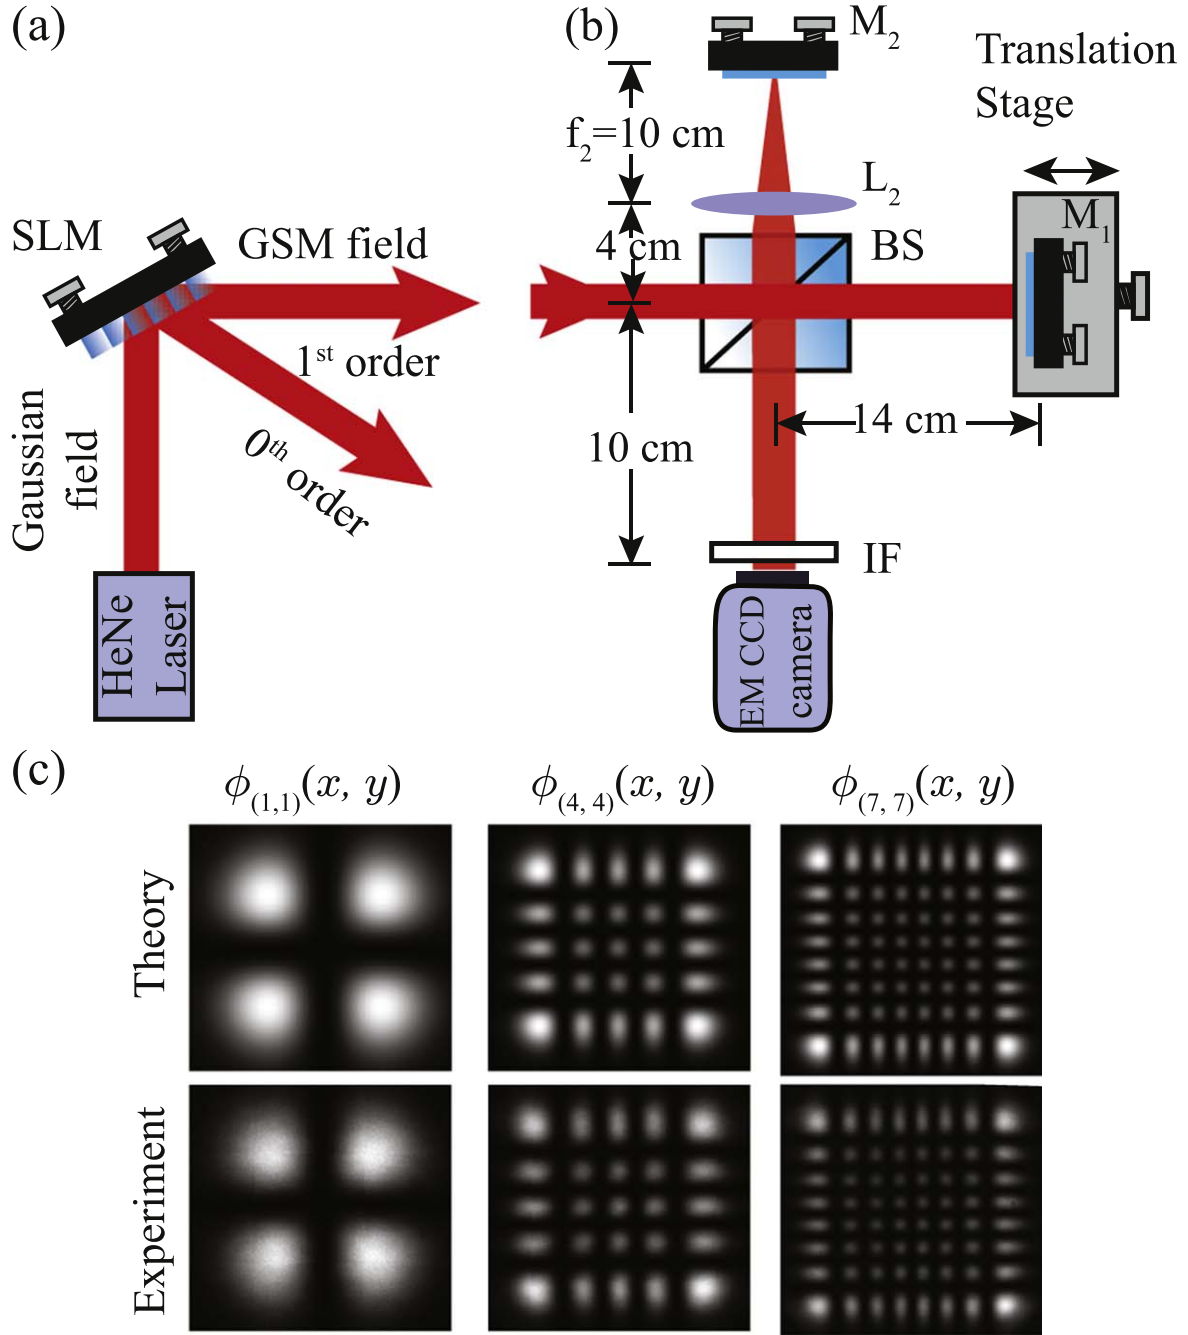 (a)
SLM
GSM field
1st order
0th order
Gaussian
field
HeNe
Laser
(b)
M2
Translation
Stage
f2=10 cm
L2
M1
4 cm
BS
14 cm
10 cm
IF
EM CCD
camera
(c)
ϕ(1,1)(x, y)
ϕ(4, 4)(x, y)
ϕ(7, 7)(x, y)
Theory
Experiment